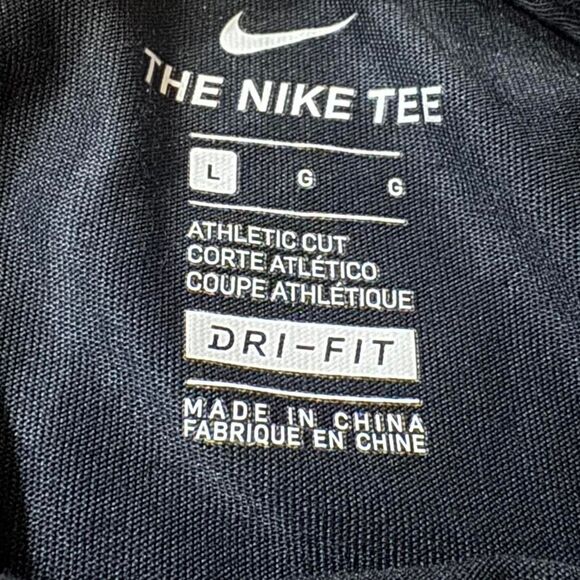 THE NIKE TEE
L G G
ATHLETIC CUT
CORTE ATLÉTICO
COUPE ATHLÉTIQUE
DRI-FIT
MADE IN CHINA
FABRIQUE EN CHINE